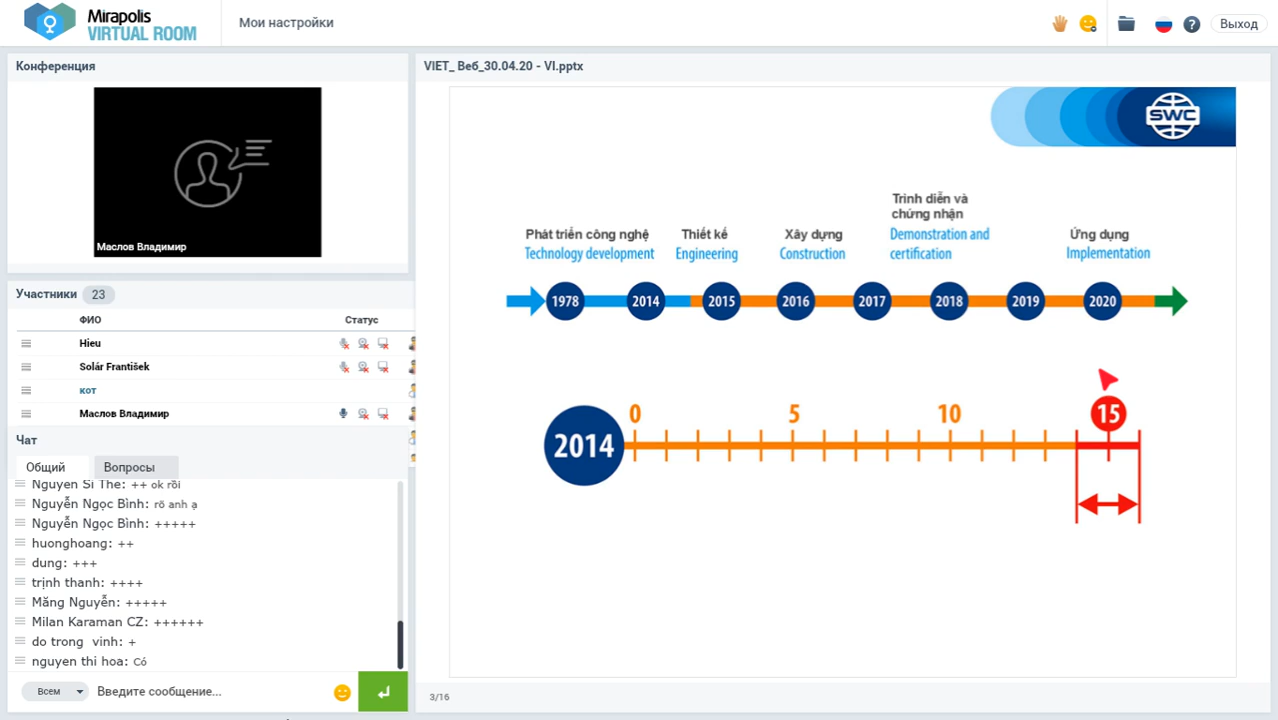 Mirapolis
VIRTUAL ROOM
Мои настройки
?
Выход
Конференция
Маслов Владимир
Участники 23
ФИО Статус
Hieu
Solár František
кот
Маслов Владимир
Чат
Общий Вопросы
Nguyen Si The: ++ ok rồi
Nguyễn Ngọc Bình: rõ anh ạ
Nguyễn Ngọc Bình: +++++
huonghoang: ++
dung: +++
trịnh thanh: ++++
Măng Nguyễn: +++++
Milan Karaman CZ: ++++++
do trong vinh: +
nguyen thi hoa: Có
Всем Введите сообщение...
VIET_ Веб_30.04.20 - VI.pptx
SWC
Phát triển công nghệ
Technology development
Thiết kế
Engineering
Xây dựng
Construction
Trình diễn và
chứng nhận
Demonstration and
certification
Ứng dụng
Implementation
1978 2014 2015 2016 2017 2018 2019 2020
0 5 10 15
2014
3/16